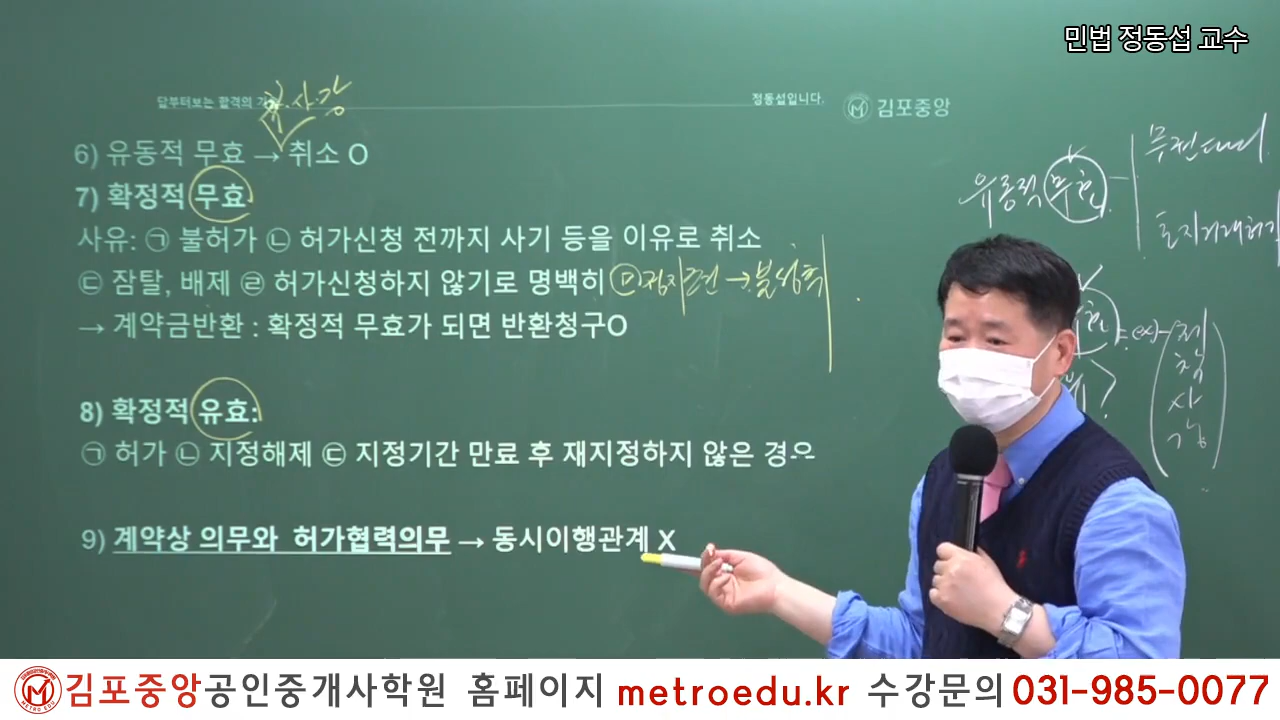 민법 정동섭 교수
답부터보는 합격의 기
정동섭입니다.
김포중앙
6) 유동적 무효 → 취소 O
7) 확정적 무효
사유: ㉠ 불허가 ㉡ 허가신청 전까지 사기 등을 이유로 취소
㉢ 잠탈, 배제 ㉣ 허가신청하지 않기로 명백히 ㉤ 정지조건 → 불성취
→ 계약금반환 : 확정적 무효가 되면 반환청구O
8) 확정적 유효:
㉠ 허가 ㉡ 지정해제 ㉢ 지정기간 만료 후 재지정하지 않은 경우
9) 계약상 의무와 허가협력의무 → 동시이행관계 X
유동적 무효
무권대리
토지거래허가
김포중앙공인중개사학원 홈페이지 metroedu.kr 수강문의 031-985-0077